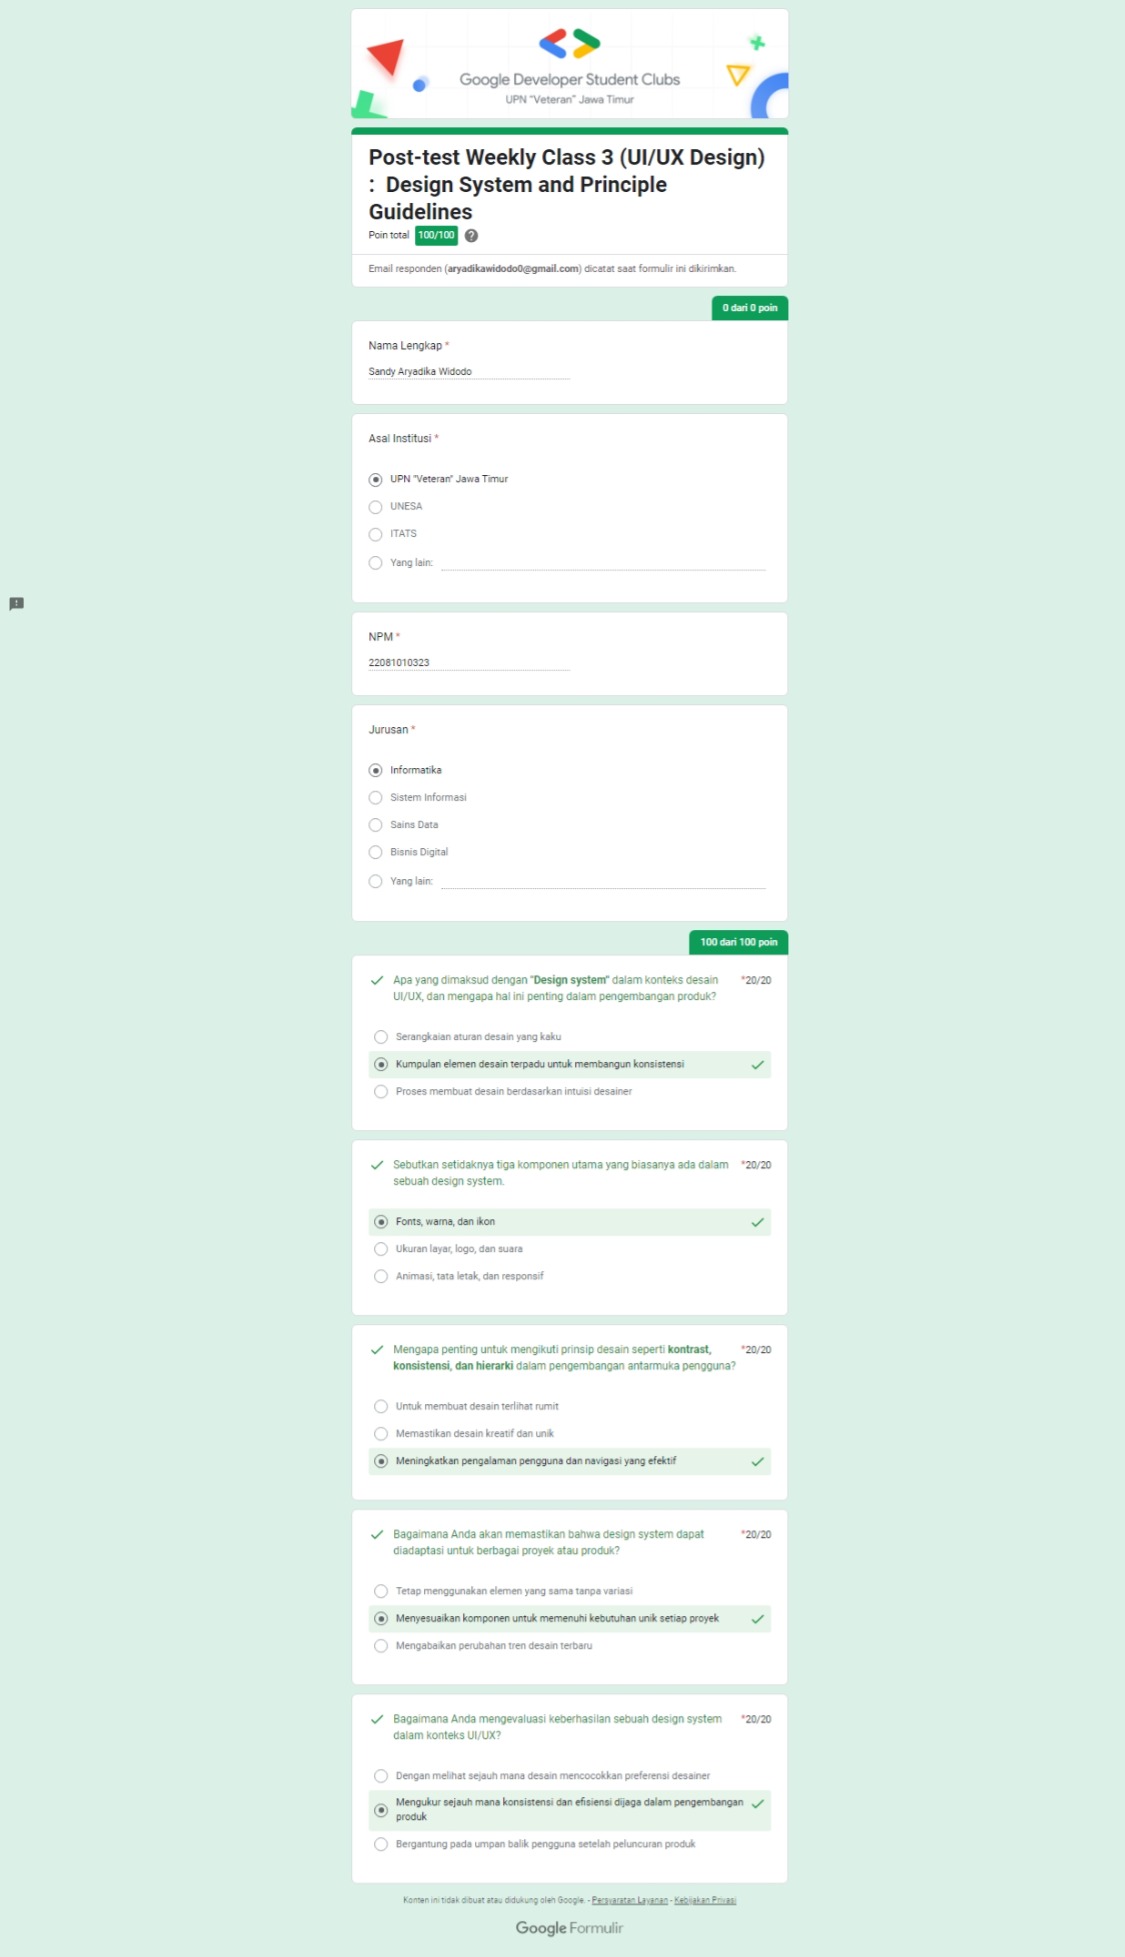 Google Developer Student Clubs
UPN "Veteran" Jawa Timur
Post-test Weekly Class 3 (UI/UX Design)
: Design System and Principle
Guidelines
Poin total 100/100 ?
Email responden (aryadikawidodo0@gmail.com) dicatat saat formulir ini dikirimkan.
0 dari 0 poin
Nama Lengkap *
Sandy Aryadika Widodo
Asal Institusi *
UPN "Veteran" Jawa Timur
UNESA
ITATS
Yang lain:
NPM *
22081010323
Jurusan *
Informatika
Sistem Informasi
Sains Data
Bisnis Digital
Yang lain:
100 dari 100 poin
Apa yang dimaksud dengan "Design system" dalam konteks desain *20/20
UI/UX, dan mengapa hal ini penting dalam pengembangan produk?
Serangkaian aturan desain yang kaku
Kumpulan elemen desain terpadu untuk membangun konsistensi
Proses membuat desain berdasarkan intuisi desainer
Sebutkan setidaknya tiga komponen utama yang biasanya ada dalam *20/20
sebuah design system.
Fonts, warna, dan ikon
Ukuran layar, logo, dan suara
Animasi, tata letak, dan responsif
Mengapa penting untuk mengikuti prinsip desain seperti kontrast, *20/20
konsistensi, dan hierarki dalam pengembangan antarmuka pengguna?
Untuk membuat desain terlihat rumit
Memastikan desain kreatif dan unik
Meningkatkan pengalaman pengguna dan navigasi yang efektif
Bagaimana Anda akan memastikan bahwa design system dapat *20/20
diadaptasi untuk berbagai proyek atau produk?
Tetap menggunakan elemen yang sama tanpa variasi
Menyesuaikan komponen untuk memenuhi kebutuhan unik setiap proyek
Mengabaikan perubahan tren desain terbaru
Bagaimana Anda mengevaluasi keberhasilan sebuah design system *20/20
dalam konteks UI/UX?
Dengan melihat sejauh mana desain mencocokkan preferensi desainer
Mengukur sejauh mana konsistensi dan efisiensi dijaga dalam pengembangan
produk
Bergantung pada umpan balik pengguna setelah peluncuran produk
Konten ini tidak dibuat atau didukung oleh Google. - Persyaratan Layanan - Kebijakan Privasi
Google Formulir